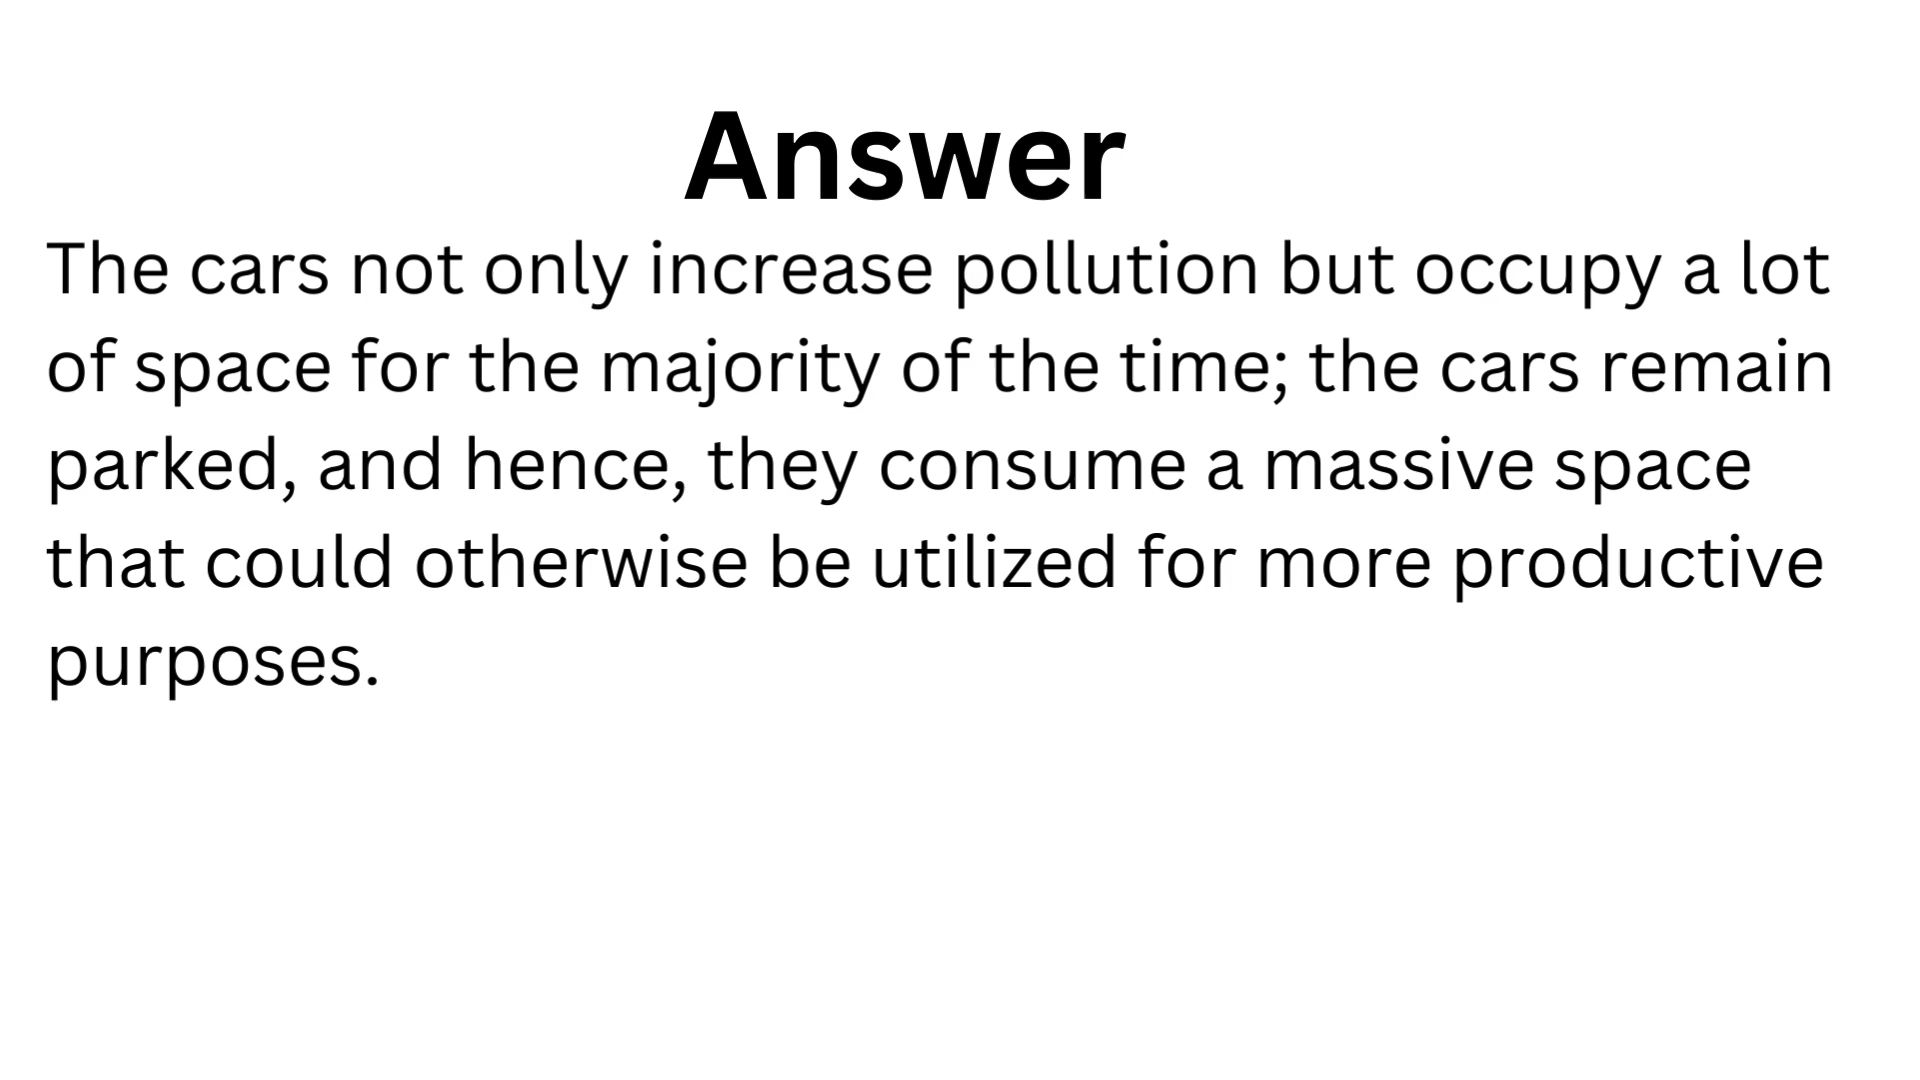 Answer
The cars not only increase pollution but occupy a lot
of space for the majority of the time; the cars remain
parked, and hence, they consume a massive space
that could otherwise be utilized for more productive
purposes.